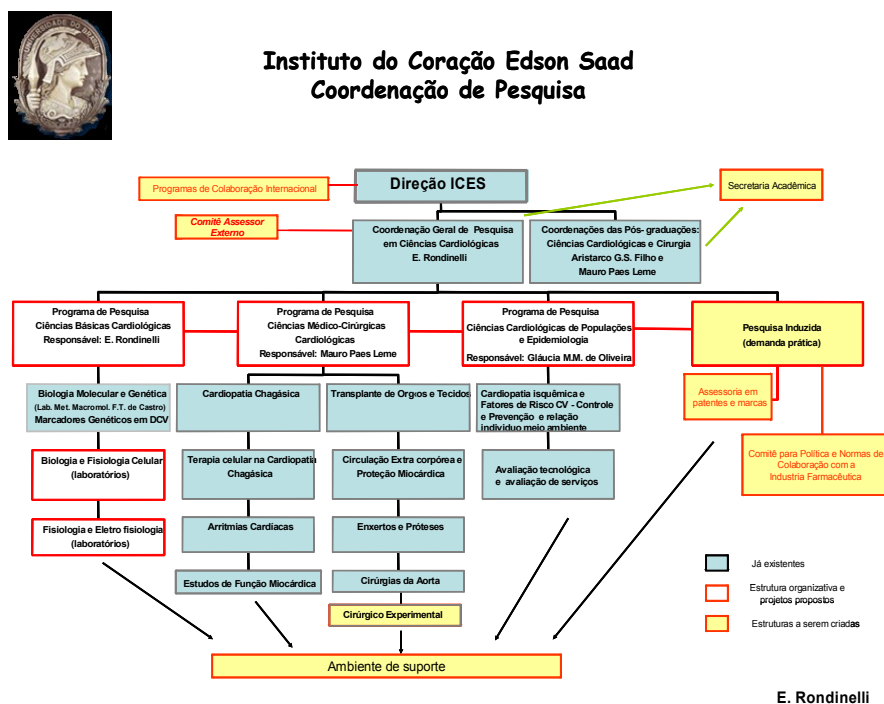 UNIVERSIDADE DO BRASIL
Instituto do Coração Edson Saad
Coordenação de Pesquisa
Programas de Colaboração Internacional
Direção ICES
Secretaria Acadêmica
Comitê Assessor
Externo
Coordenação Geral de Pesquisa
em Ciências Cardiológicas
E. Rondinelli
Coordenações das Pós- graduações:
Ciências Cardiológicas e Cirurgia
Aristarco G.S. Filho e
Mauro Paes Leme
Programa de Pesquisa
Ciências Básicas Cardiológicas
Responsável: E. Rondinelli
Programa de Pesquisa
Ciências Médico-Cirúrgicas
Cardiológicas
Responsável: Mauro Paes Leme
Programa de Pesquisa
Ciências Cardiológicas de Populações
e Epidemiologia
Responsável: Gláucia M.M. de Oliveira
Pesquisa Induzida
(demanda prática)
Biologia Molecular e Genética
(Lab. Met. Macromol. F.T. de Castro)
Marcadores Genéticos em DCV
Cardiopatia Chagásica
Transplante de Orgãos e Tecidos
Cardiopatia isquêmica e
Fatores de Risco CV - Controle
e Prevenção e relação
individuo meio ambiente
Assessoria em
patentes e marcas
Biologia e Fisiologia Celular
(laboratórios)
Terapia celular na Cardiopatia
Chagásica
Circulação Extra corpórea e
Proteção Miocárdica
Avaliação tecnológica
e avaliação de serviços
Comitê para Política e Normas de
Colaboração com a
Industria Farmacêutica
Fisiologia e Eletro fisiologia
(laboratórios)
Arritmias Cardíacas
Enxertos e Próteses
Estudos de Função Miocárdica
Cirúrgias da Aorta
Cirúrgico Experimental
Já existentes
Estrutura organizativa e
projetos propostos
Estruturas a serem criadas
Ambiente de suporte
E. Rondinelli